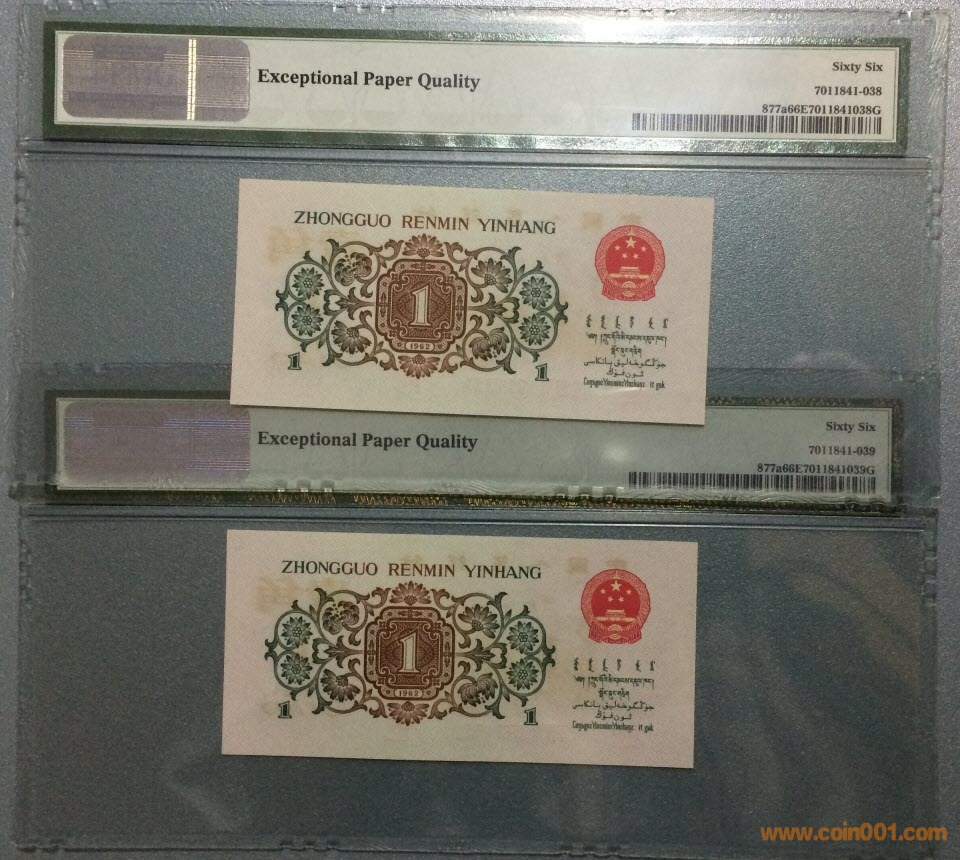 Exceptional Paper Quality
Sixty Six
7011841-038
877a66E7011841038G
ZHONGGUO RENMIN YINHANG
1
(1962)
1
1
Exceptional Paper Quality
Sixty Six
7011841-039
877a66E7011841039G
ZHONGGUO RENMIN YINHANG
1
(1962)
1
1
www.coin001.com